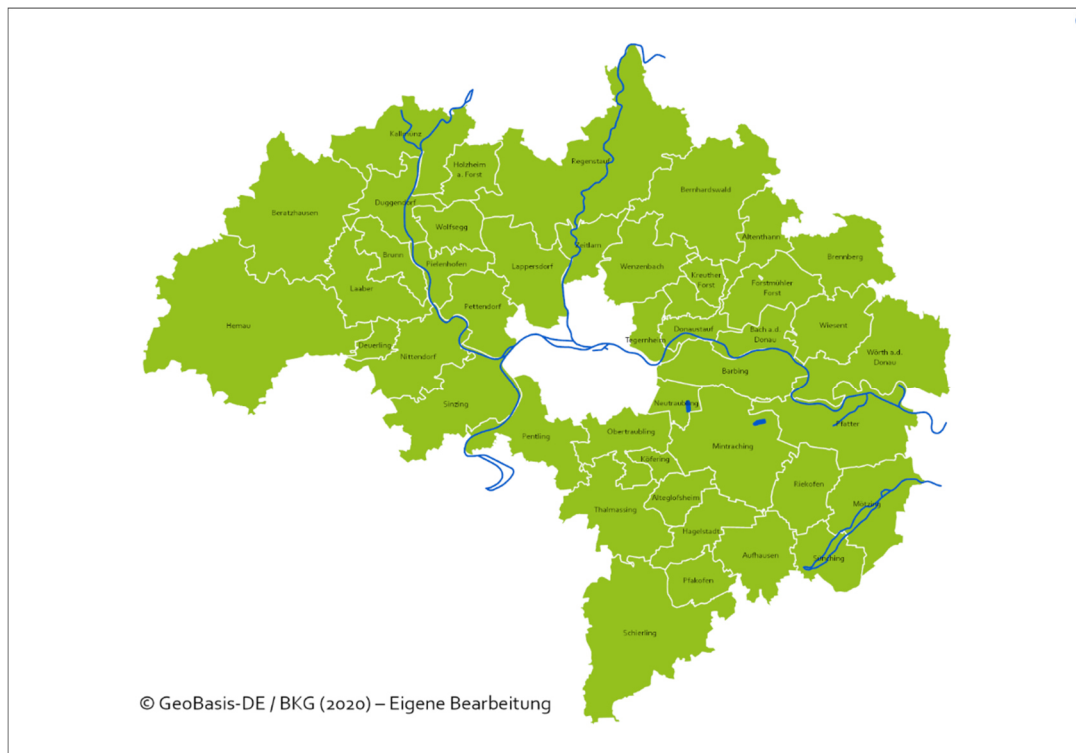 Kallmünz
Regenstauf
Holzheim
a. Forst
Bernhardswald
Duggendorf
Beratzhausen
Wolfsegg
Altenthann
Zeitlarn
Brunn
Pielenhofen
Lappersdorf
Wenzenbach
Brennberg
Kreuther
Forst
Forstmühler
Forst
Laaber
Pettendorf
Hemau
Wiesent
Donaustauf
Bach a.d.
Donau
Tegernheim
Deuerling
Nittendorf
Wörth a.d.
Donau
Barbing
Sinzing
Neutraubling
Pfatter
Pentling
Obertraubling
Mintraching
Köfering
Riekofen
Alteglofsheim
Mötzing
Thalmassing
Hagelstadt
Aufhausen
Sünching
Pfakofen
Schierling
© GeoBasis-DE / BKG (2020) – Eigene Bearbeitung